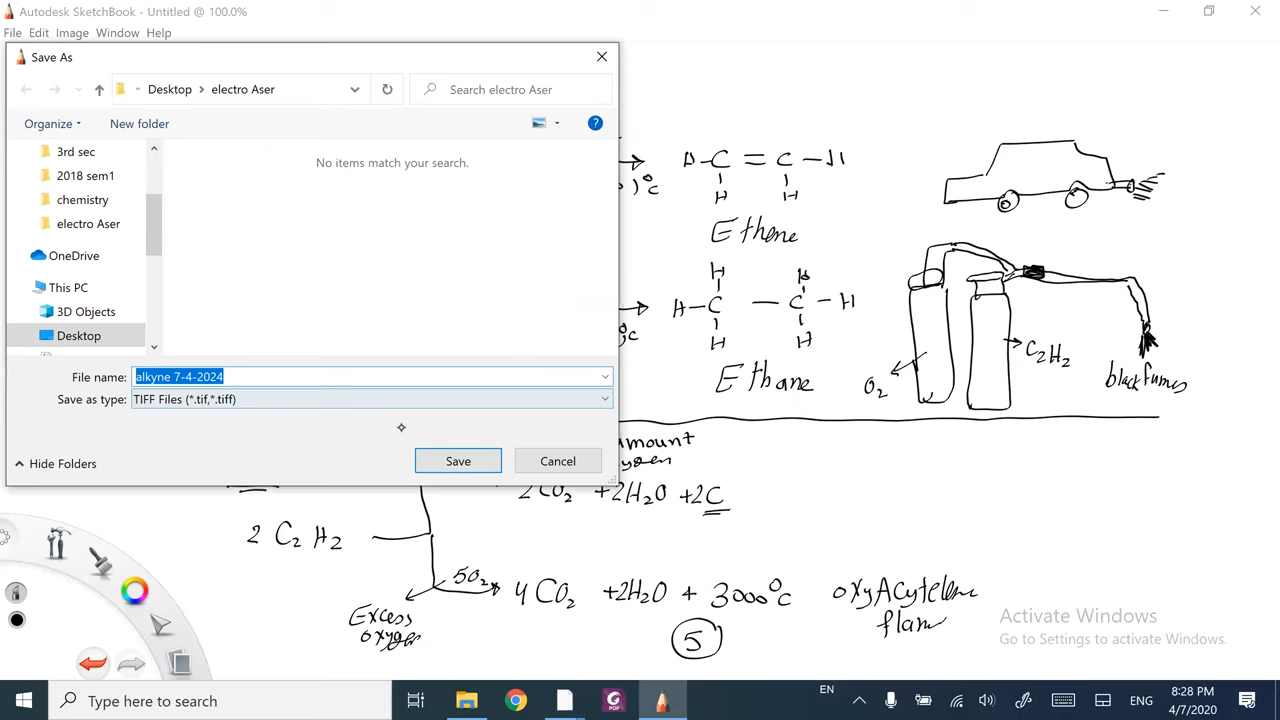 Autodesk SketchBook - Untitled @ 100.0%
File Edit Image Window Help
Save As
Desktop electro Aser
Search electro Aser
Organize New folder
3rd sec
2018 sem1
chemistry
electro Aser
OneDrive
This PC
3D Objects
Desktop
No items match your search.
File name: alkyne 7-4-2024
Save as type: TIFF Files (*.tif,*.tiff)
Hide Folders
Save Cancel
H-C=C-H
H H
)°C
Ethene
H H
H-C — C-H
H H
°C
Ethane
O2
C2H2
black fumes
amount
2CO2 +2H2O +2C
2 C2H2
5O2
4CO2 +2H2O + 3000°C oxyAcytelene
flam
Excess
oxygen
5
Activate Windows
Go to Settings to activate Windows.
Type here to search
EN
ENG
8:28 PM
4/7/2020